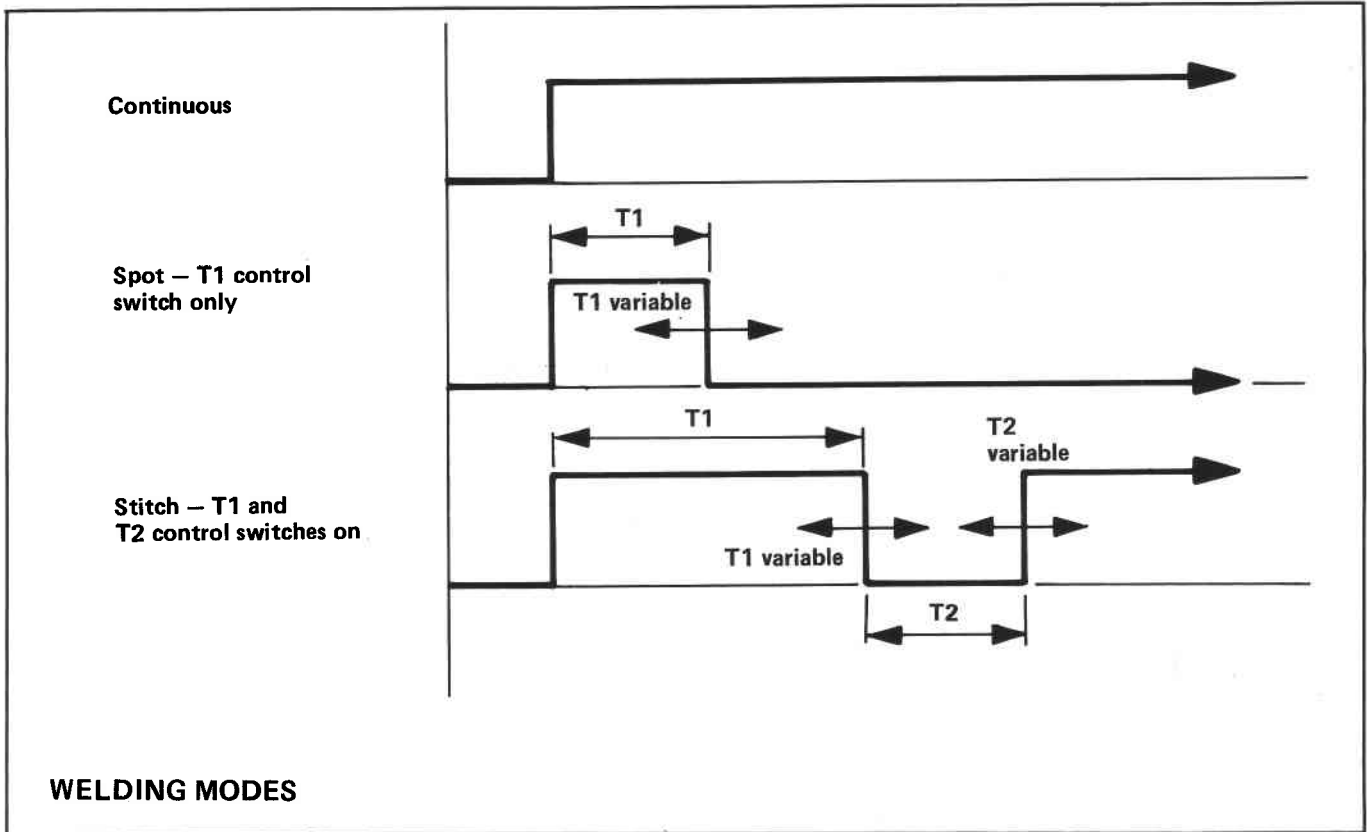 Continuous
T1
Spot — T1 control
switch only
T1 variable
T1
T2
variable
Stitch — T1 and
T2 control switches on
T1 variable
T2
WELDING MODES